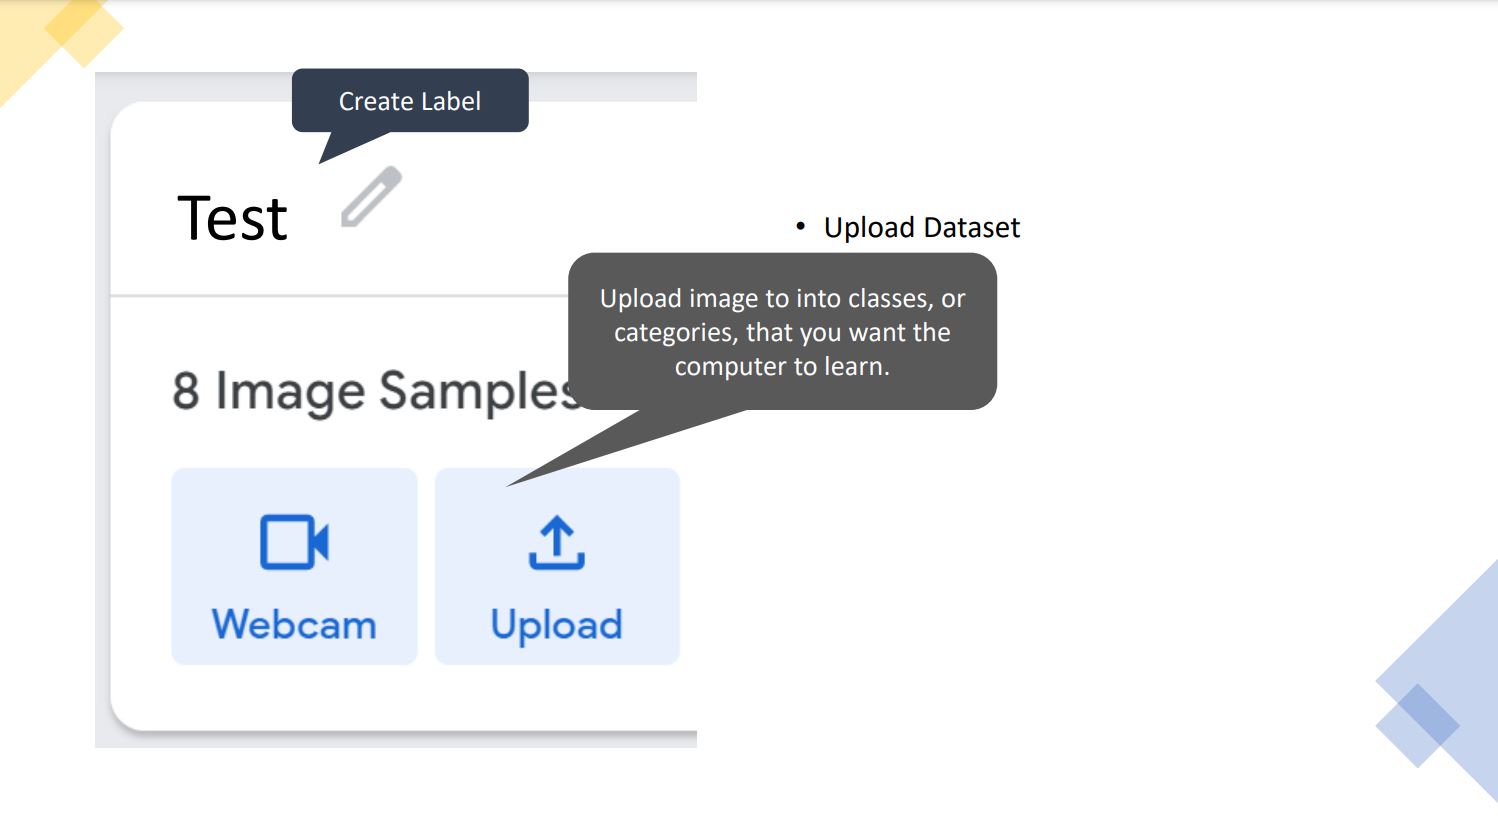 Create Label
Test
• Upload Dataset
Upload image to into classes, or
categories, that you want the
computer to learn.
8 Image Samples
Webcam
Upload